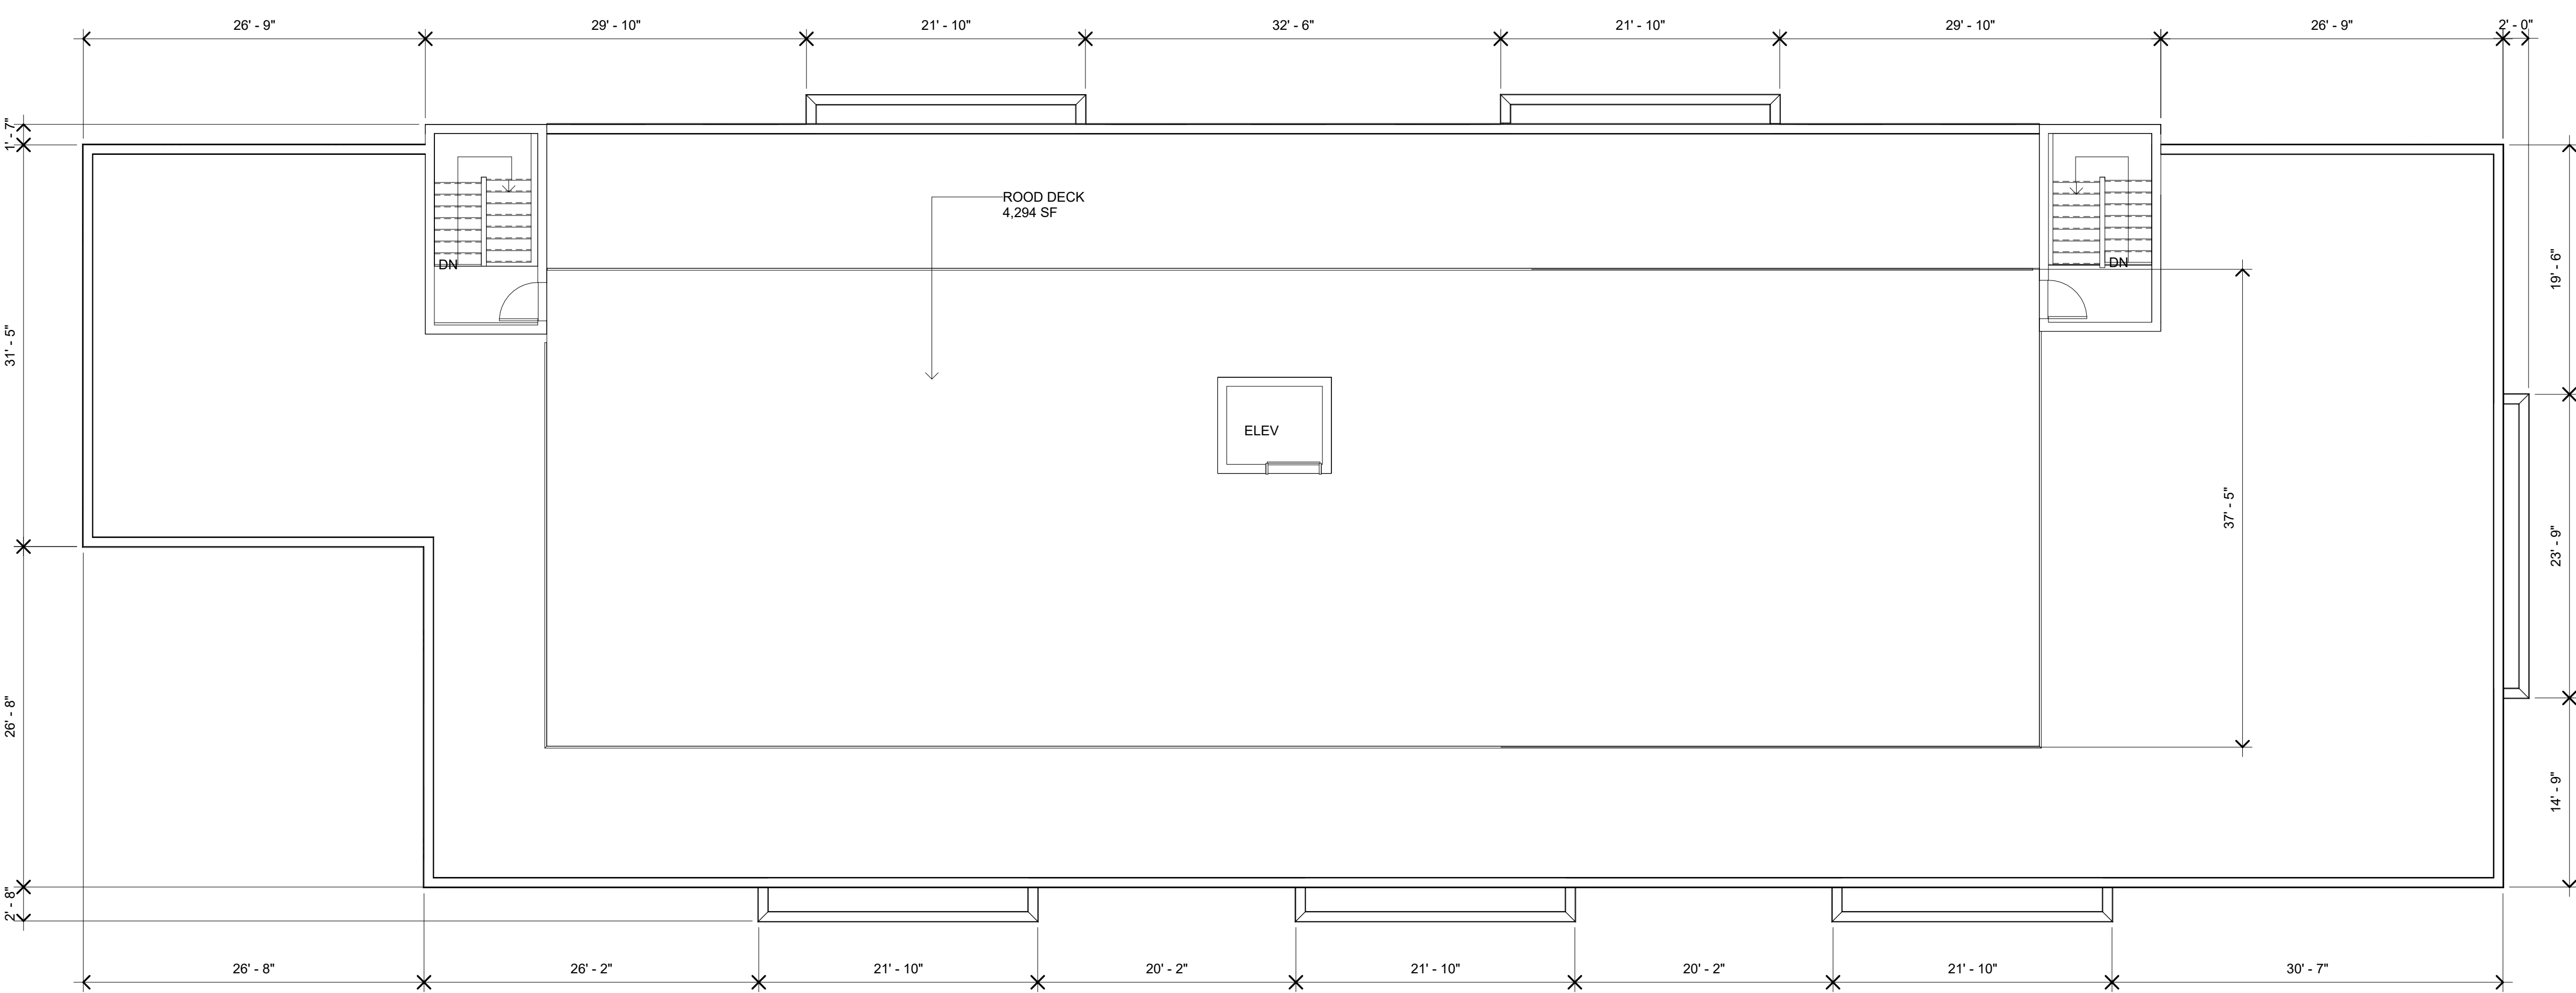 26' - 9"
29' - 10"
21' - 10"
32' - 6"
21' - 10"
29' - 10"
26' - 9"
2' - 0"
1' - 7"
31' - 5"
26' - 8"
2' - 8"
ROOD DECK
4,294 SF
DN
DN
ELEV
37' - 5"
19' - 6"
23' - 9"
14' - 9"
26' - 8"
26' - 2"
21' - 10"
20' - 2"
21' - 10"
20' - 2"
21' - 10"
30' - 7"